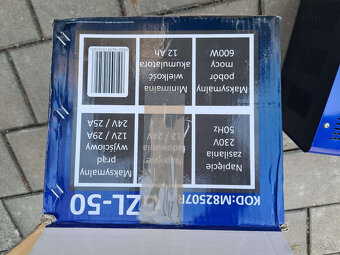 KOD:M82507
ZL-50
Napięcie
zasilania
230V
50Hz
Napięcie
ładowania
12 / 24V
Maksymalny
prąd
wyjściowy
12V / 29A
24V / 25A
Maksymalny
pobór
mocy
600W
Minimalna
wielkość
akumulatora
12 Ah